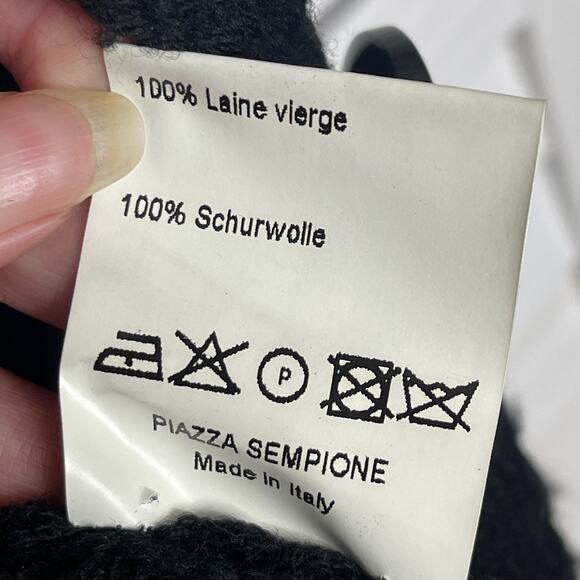 100% Laine vierge
100% Schurwolle
P
PIAZZA SEMPIONE
Made in Italy